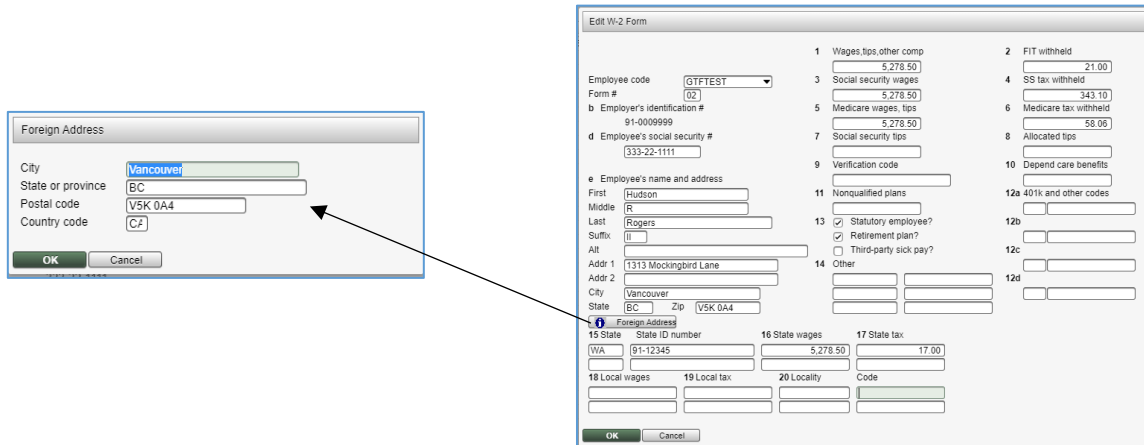 Foreign Address
City Vancouver
State or province BC
Postal code V5K 0A4
Country code CA
OK Cancel
Edit W-2 Form
1 Wages,tips,other comp 2 FIT withheld
5,278.50 21.00
Employee code GTFTEST 3 Social security wages 4 SS tax withheld
Form # 02 5,278.50 343.10
b Employer's identification # 5 Medicare wages, tips 6 Medicare tax withheld
91-0009999 5,278.50 58.06
d Employee's social security # 7 Social security tips 8 Allocated tips
333-22-1111
9 Verification code 10 Depend care benefits
e Employee's name and address
First Hudson 11 Nonqualified plans 12a 401k and other codes
Middle R
Last Rogers 13 Statutory employee? 12b
Suffix II Retirement plan?
Alt Third-party sick pay? 12c
Addr 1 1313 Mockingbird Lane 14 Other
Addr 2 12d
City Vancouver
State BC Zip V5K 0A4
Foreign Address
15 State State ID number 16 State wages 17 State tax
WA 91-12345 5,278.50 17.00
18 Local wages 19 Local tax 20 Locality Code
OK Cancel